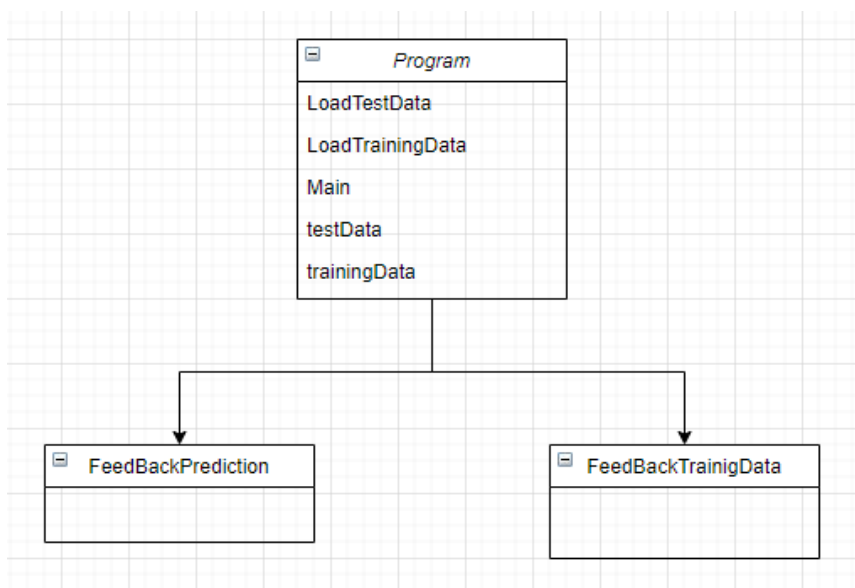 Program
LoadTestData
LoadTrainingData
Main
testData
trainingData
FeedBackPrediction
FeedBackTrainigData